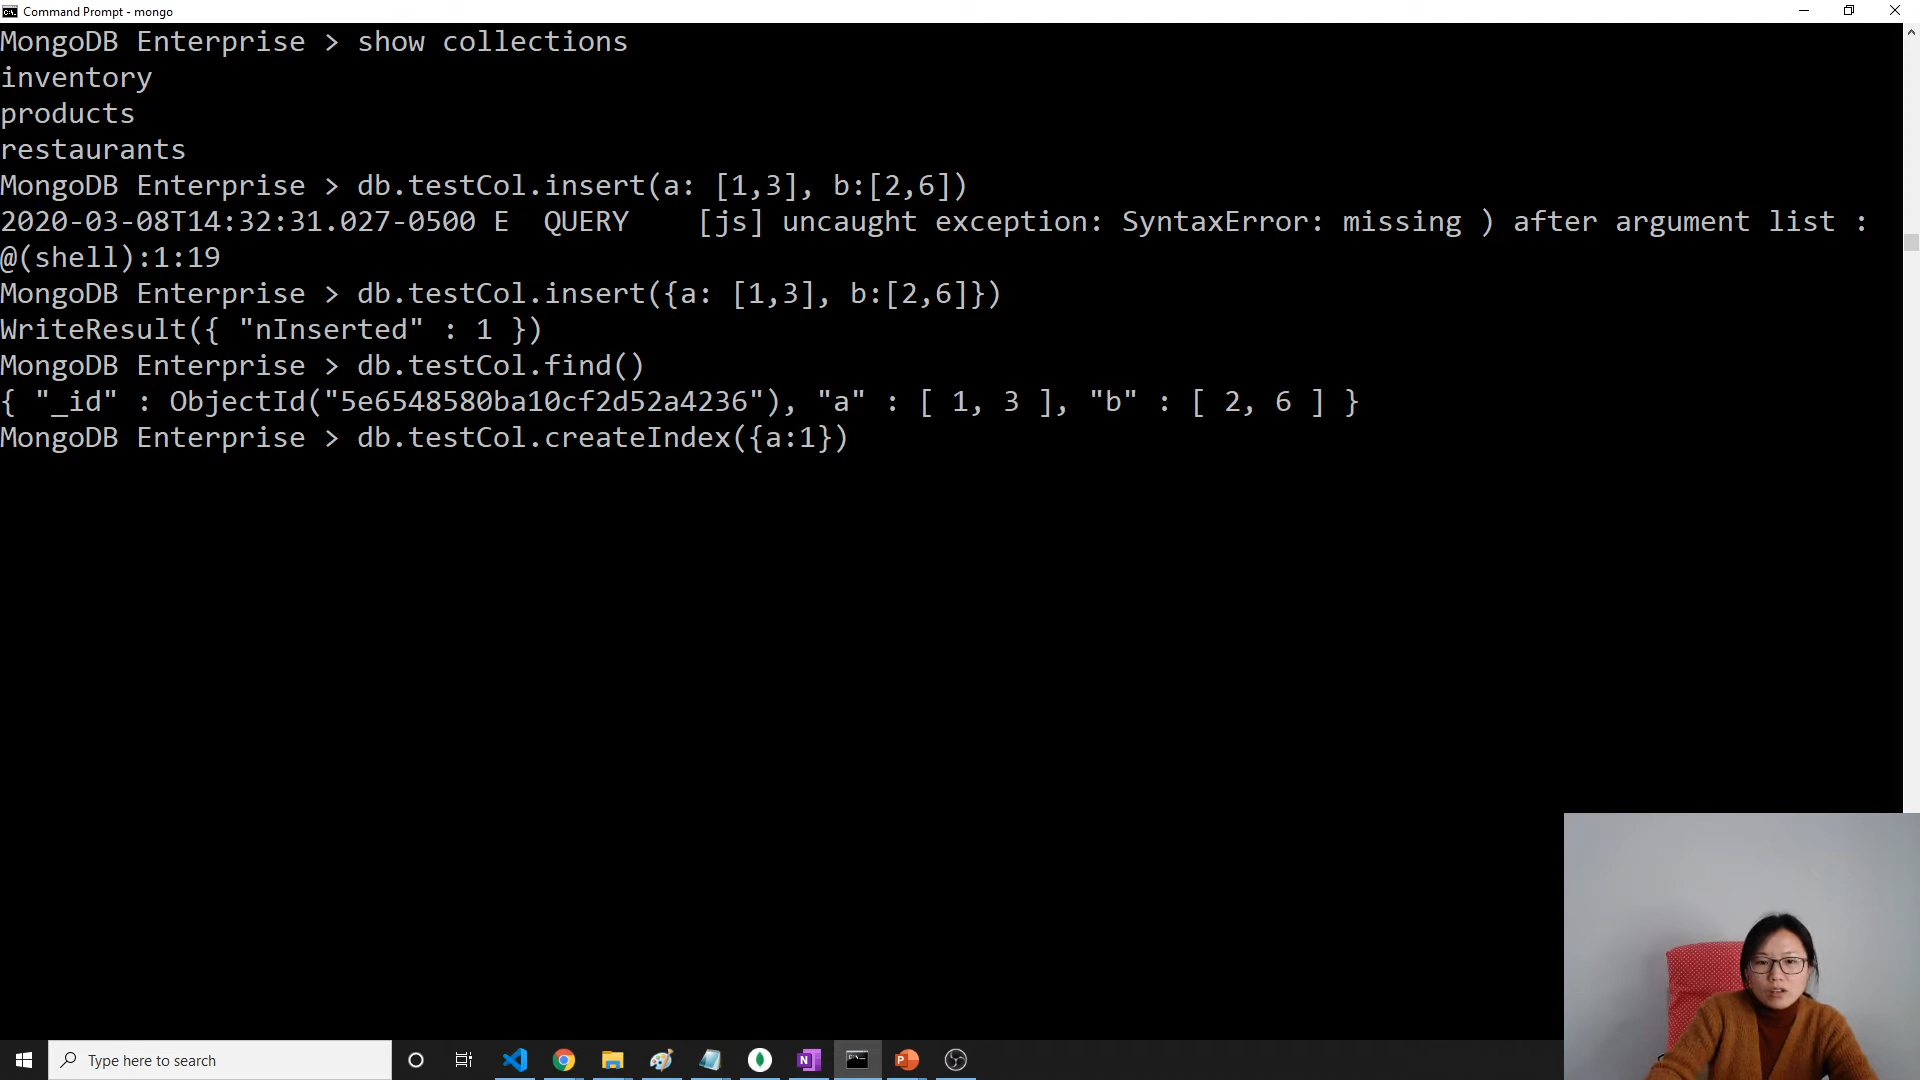 Command Prompt - mongo
MongoDB Enterprise > show collections
inventory
products
restaurants
MongoDB Enterprise > db.testCol.insert(a: [1,3], b:[2,6])
2020-03-08T14:32:31.027-0500 E  QUERY    [js] uncaught exception: SyntaxError: missing ) after argument list :
@(shell):1:19
MongoDB Enterprise > db.testCol.insert({a: [1,3], b:[2,6]})
WriteResult({ "nInserted" : 1 })
MongoDB Enterprise > db.testCol.find()
{ "_id" : ObjectId("5e6548580ba10cf2d52a4236"), "a" : [ 1, 3 ], "b" : [ 2, 6 ] }
MongoDB Enterprise > db.testCol.createIndex({a:1})
Type here to search